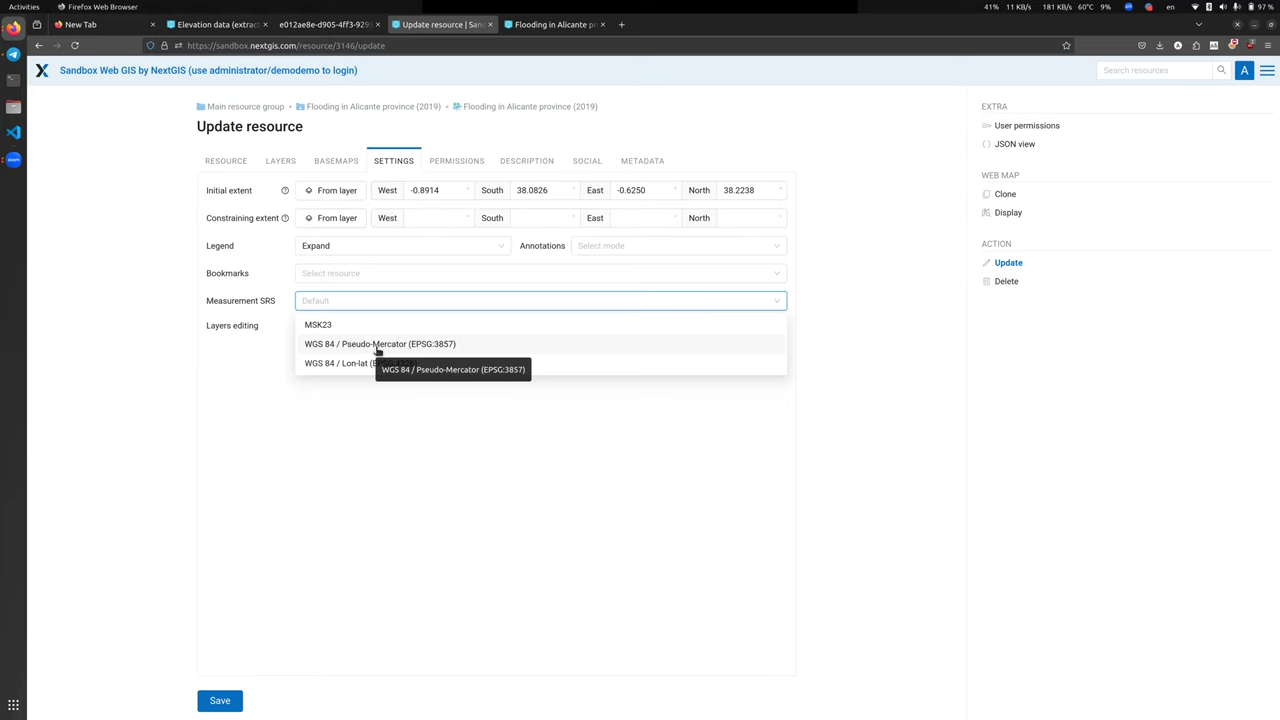 Activities
Firefox Web Browser
41% 11 KB/s 181 KB/s 60°C 9% en 97 %
New Tab
Elevation data (extract
e012ae8e-d905-4ff3-929
Update resource | San
Flooding in Alicante pro
https://sandbox.nextgis.com/resource/3146/update
Sandbox Web GIS by NextGIS (use administrator/demodemo to login)
Search resources
A
Main resource group • Flooding in Alicante province (2019) • Flooding in Alicante province (2019)
Update resource
RESOURCE LAYERS BASEMAPS SETTINGS PERMISSIONS DESCRIPTION SOCIAL METADATA
Initial extent From layer West -0.8914 ° South 38.0826 ° East -0.6250 ° North 38.2238 °
Constraining extent From layer West ° South ° East ° North °
Legend Expand Annotations Select mode
Bookmarks Select resource
Measurement SRS Default
Layers editing
MSK23
WGS 84 / Pseudo-Mercator (EPSG:3857)
WGS 84 / Lon-lat
WGS 84 / Pseudo-Mercator (EPSG:3857)
Save
EXTRA
User permissions
JSON view
WEB MAP
Clone
Display
ACTION
Update
Delete